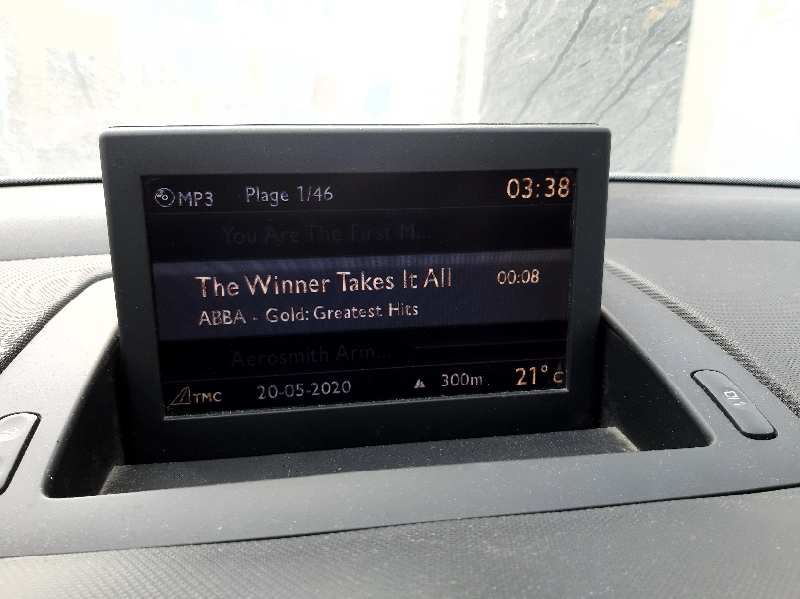 MP3 Plage 1/46 03:38
You Are The First M...
The Winner Takes It All 00:08
ABBA - Gold: Greatest Hits
Aerosmith Arm...
TMC 20-05-2020 300m 21°C